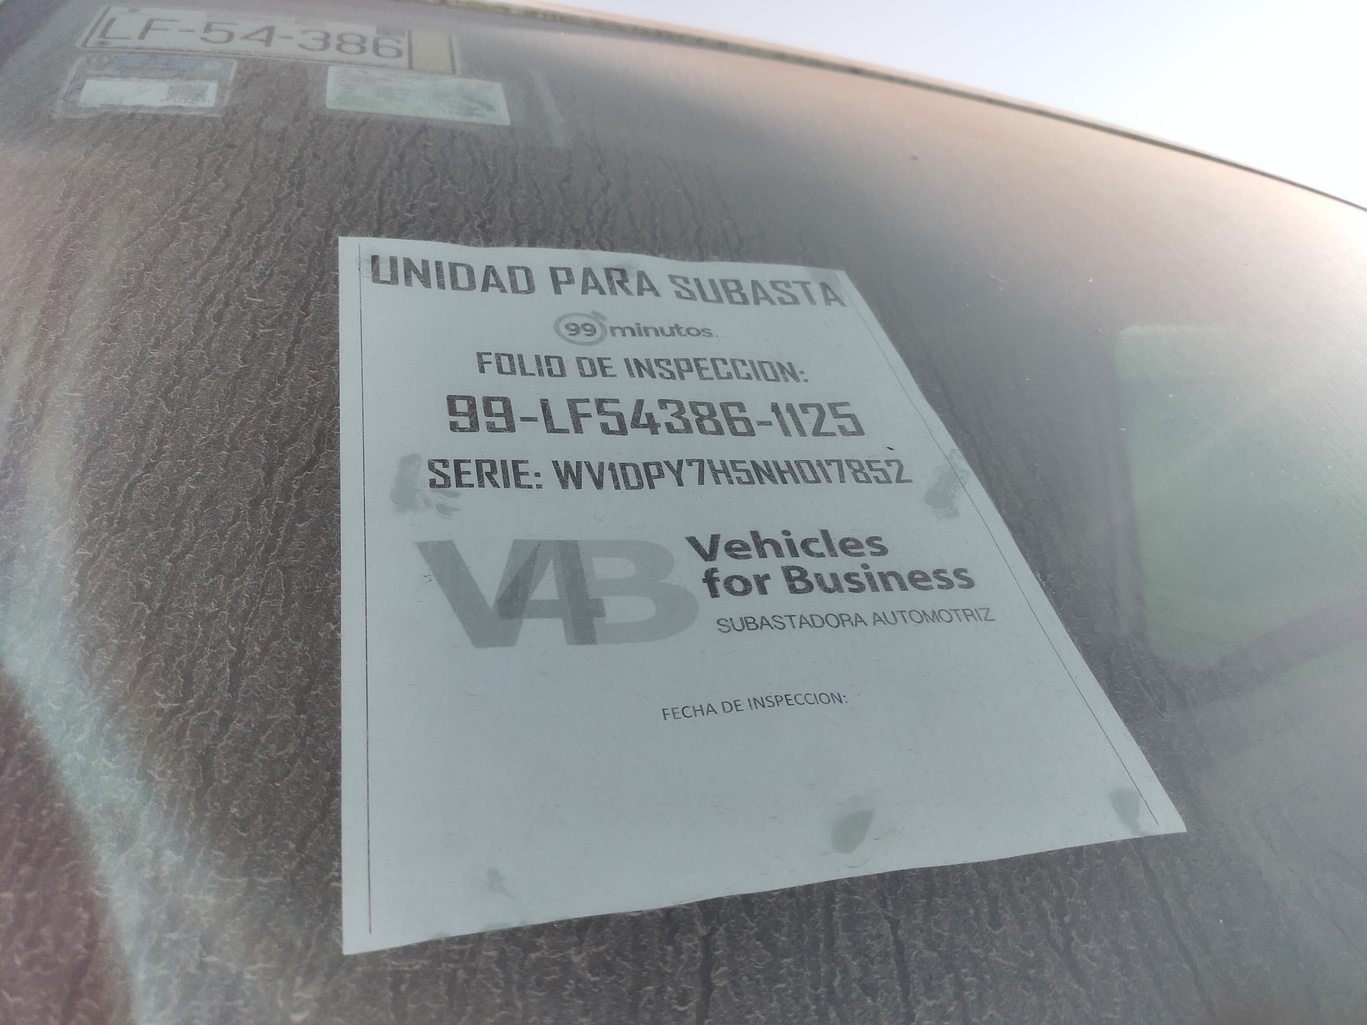 LF-54-386
UNIDAD PARA SUBASTA
99 minutos
FOLIO DE INSPECCION:
99-LF54386-1125
SERIE: WV1DPY7H5NH017852
V4B Vehicles
for Business
SUBASTADORA AUTOMOTRIZ
FECHA DE INSPECCION: